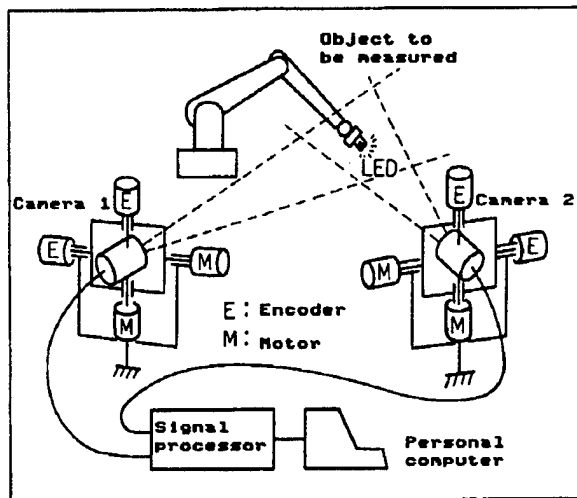 Object to
be measured
LED
Camera 1
E
E
M
M
E
Camera 2
E
M
M
E: Encoder
M: Motor
Signal
processor
Personal
computer